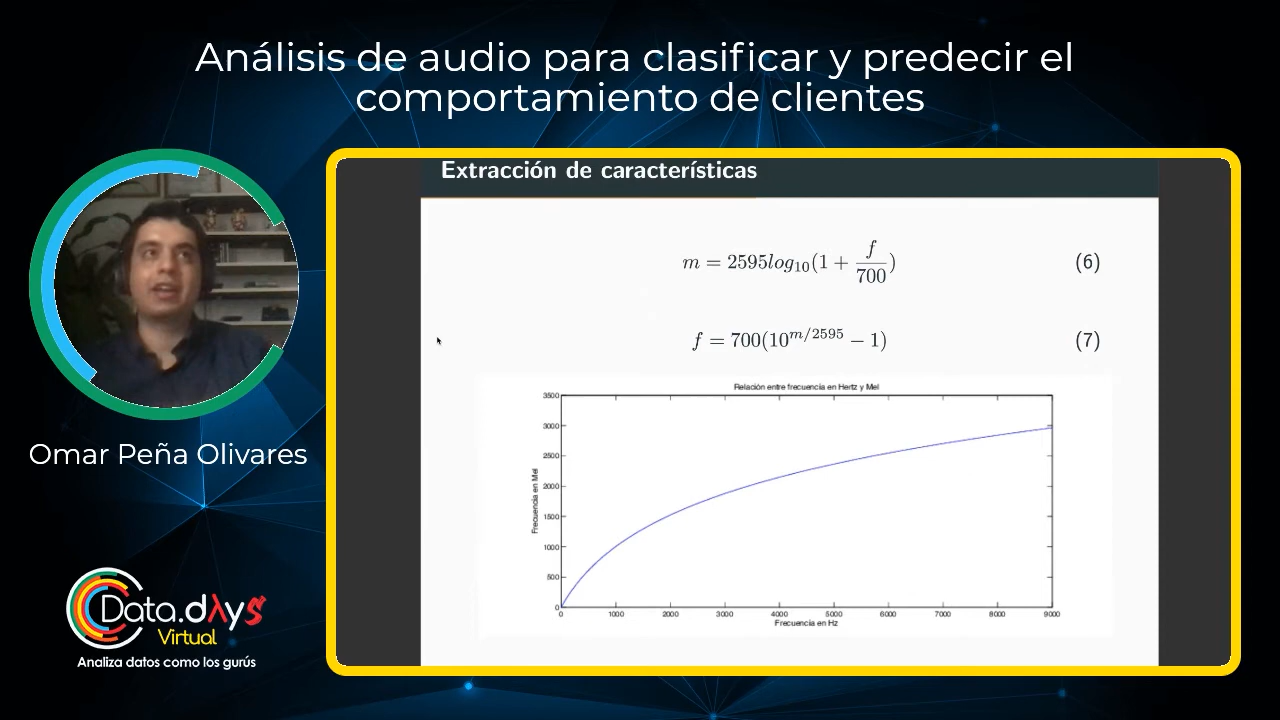 Análisis de audio para clasificar y predecir el
comportamiento de clientes
Extracción de características
m = 2595log₁₀(1 + f/700) (6)
f = 700(10^{m/2595} − 1) (7)
Relación entre frecuencia en Hertz y Mel
Frecuencia en Mel
3500
3000
2500
2000
1500
1000
500
0
0 1000 2000 3000 4000 5000 6000 7000 8000 9000
Frecuencia en Hz
Omar Peña Olivares
Data.dλys
Virtual
Analiza datos como los gurús